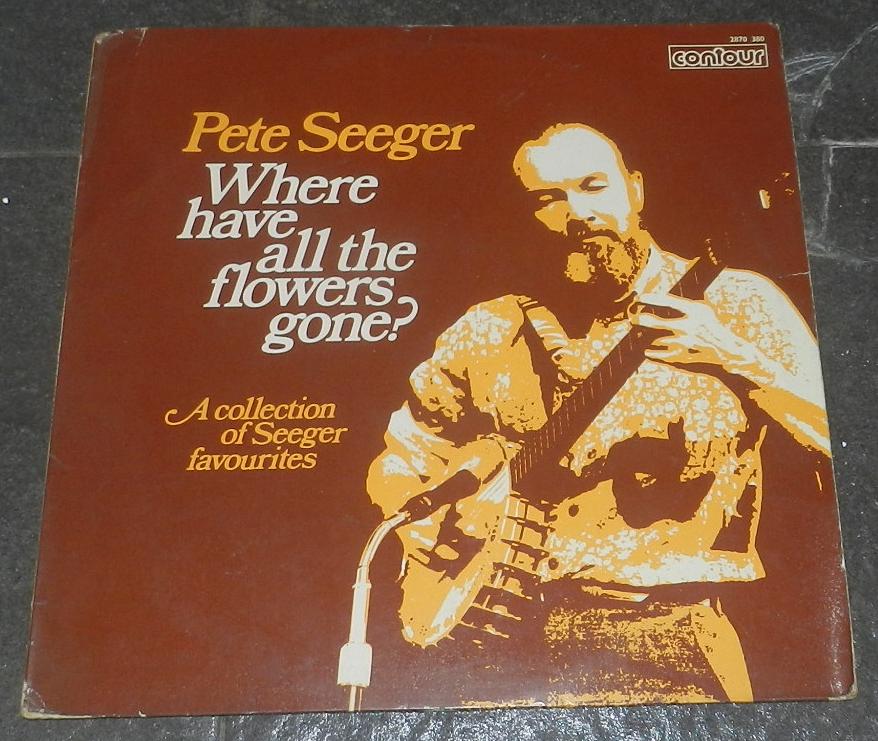 2870 380
contour
Pete Seeger
Where
have
all the
flowers
gone?
A collection
of Seeger
favourites